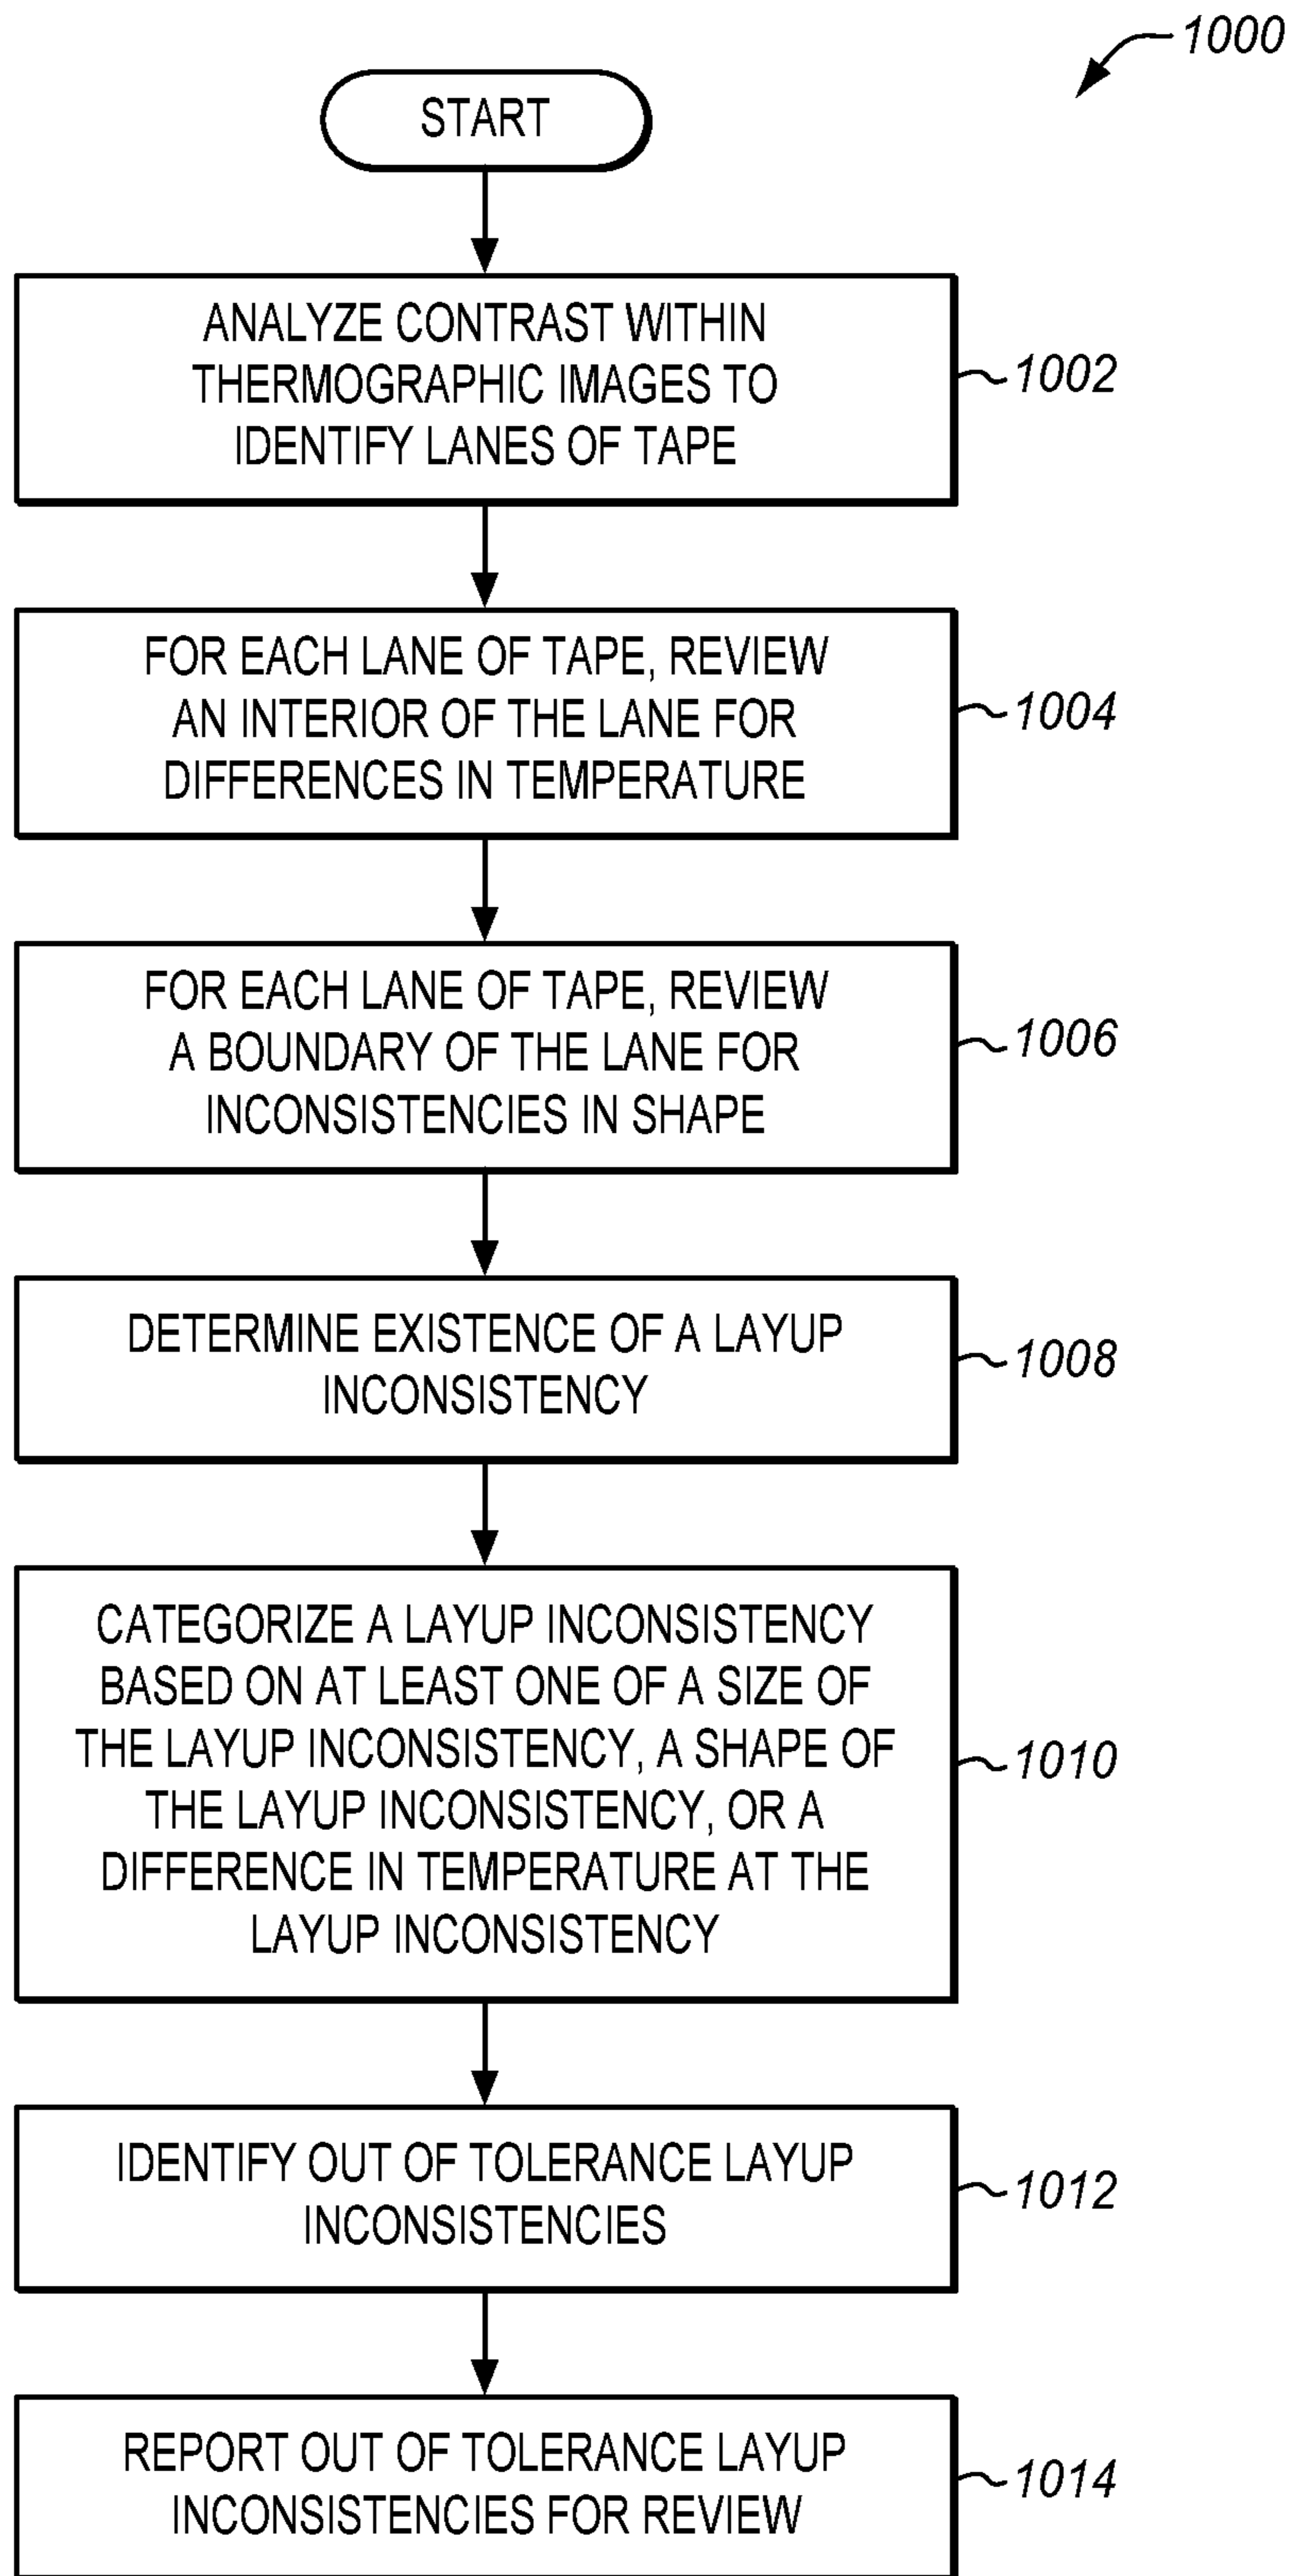 1000
START
ANALYZE CONTRAST WITHIN
THERMOGRAPHIC IMAGES TO
IDENTIFY LANES OF TAPE
1002
FOR EACH LANE OF TAPE, REVIEW
AN INTERIOR OF THE LANE FOR
DIFFERENCES IN TEMPERATURE
1004
FOR EACH LANE OF TAPE, REVIEW
A BOUNDARY OF THE LANE FOR
INCONSISTENCIES IN SHAPE
1006
DETERMINE EXISTENCE OF A LAYUP
INCONSISTENCY
1008
CATEGORIZE A LAYUP INCONSISTENCY
BASED ON AT LEAST ONE OF A SIZE OF
THE LAYUP INCONSISTENCY, A SHAPE OF
THE LAYUP INCONSISTENCY, OR A
DIFFERENCE IN TEMPERATURE AT THE
LAYUP INCONSISTENCY
1010
IDENTIFY OUT OF TOLERANCE LAYUP
INCONSISTENCIES
1012
REPORT OUT OF TOLERANCE LAYUP
INCONSISTENCIES FOR REVIEW
1014